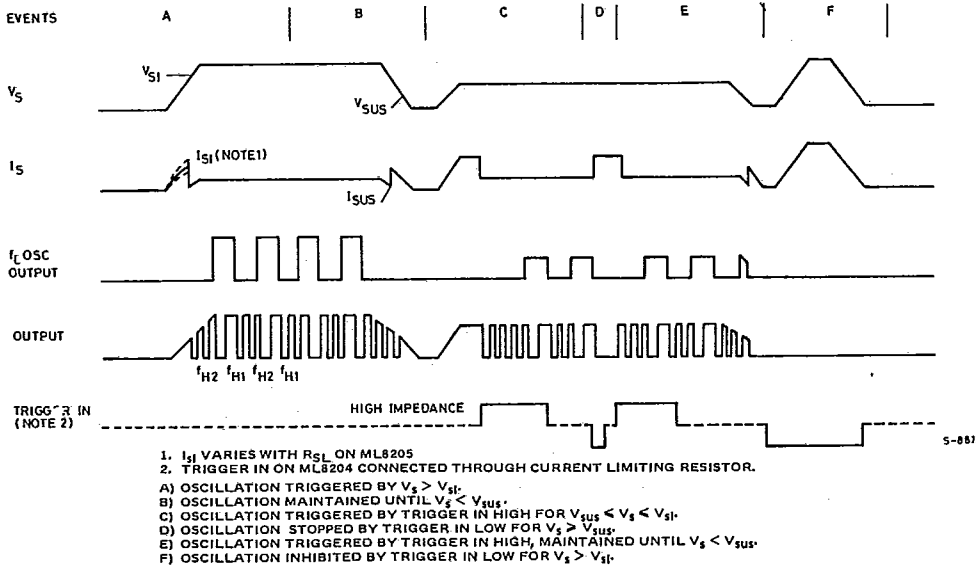 EVENTS A B C D E F
VS
VSI
VSUS
IS
ISI (NOTE1)
ISUS
fL OSC
OUTPUT
OUTPUT
fH2 fH1 fH2 fH1
HIGH IMPEDANCE
(NOTE 2)
S-887
1. ISI VARIES WITH RSL ON ML8205
2. TRIGGER IN ON ML8204 CONNECTED THROUGH CURRENT LIMITING RESISTOR.
A) OSCILLATION TRIGGERED BY Vs > Vsi.
B) OSCILLATION MAINTAINED UNTIL Vs < Vsus.
C) OSCILLATION TRIGGERED BY TRIGGER IN HIGH FOR Vsus ≤ Vs ≤ Vsi.
D) OSCILLATION STOPPED BY TRIGGER IN LOW FOR Vs ≥ Vsus.
E) OSCILLATION TRIGGERED BY TRIGGER IN HIGH, MAINTAINED UNTIL Vs < Vsus.
F) OSCILLATION INHIBITED BY TRIGGER IN LOW FOR Vs > Vsi.